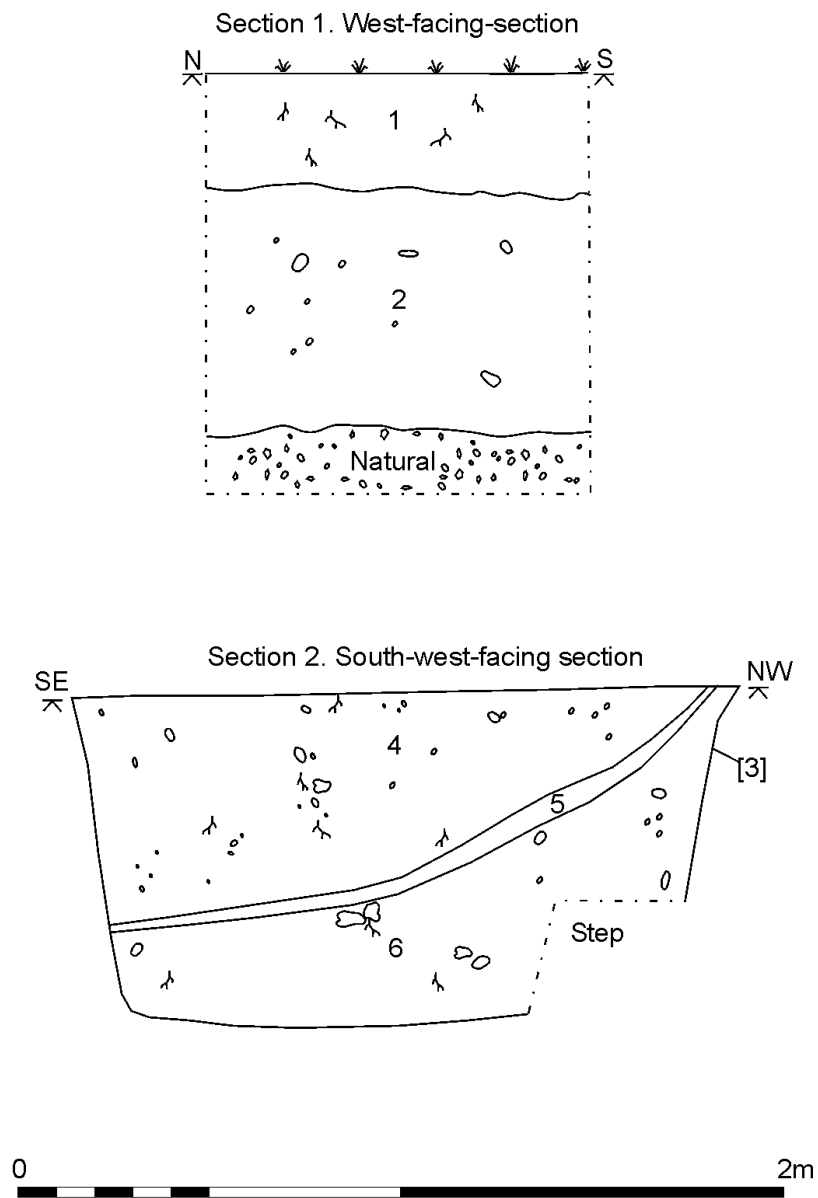 Section 1. West-facing-section
N S
1
2
Natural
Section 2. South-west-facing section
SE NW
4
[3]
5
6
Step
0 2m